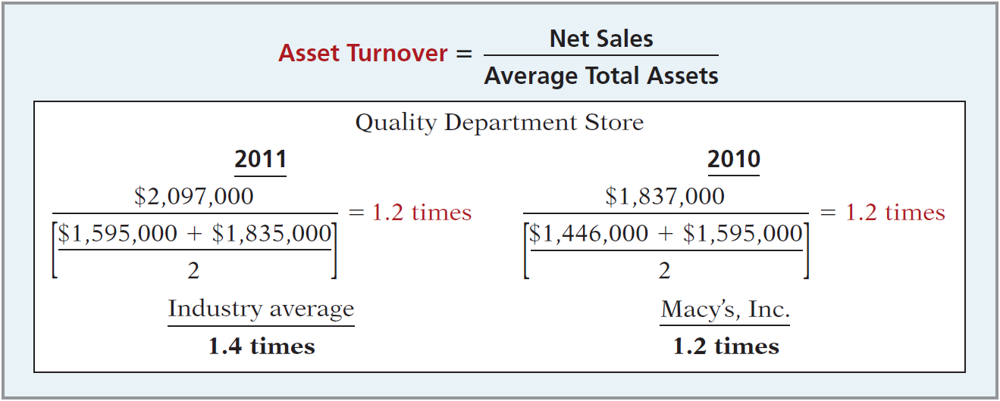 Asset Turnover = Net Sales
Average Total Assets
Quality Department Store
2011
$2,097,000
[$1,595,000 + $1,835,000]
2
= 1.2 times
2010
$1,837,000
[$1,446,000 + $1,595,000]
2
= 1.2 times
Industry average
1.4 times
Macy's, Inc.
1.2 times